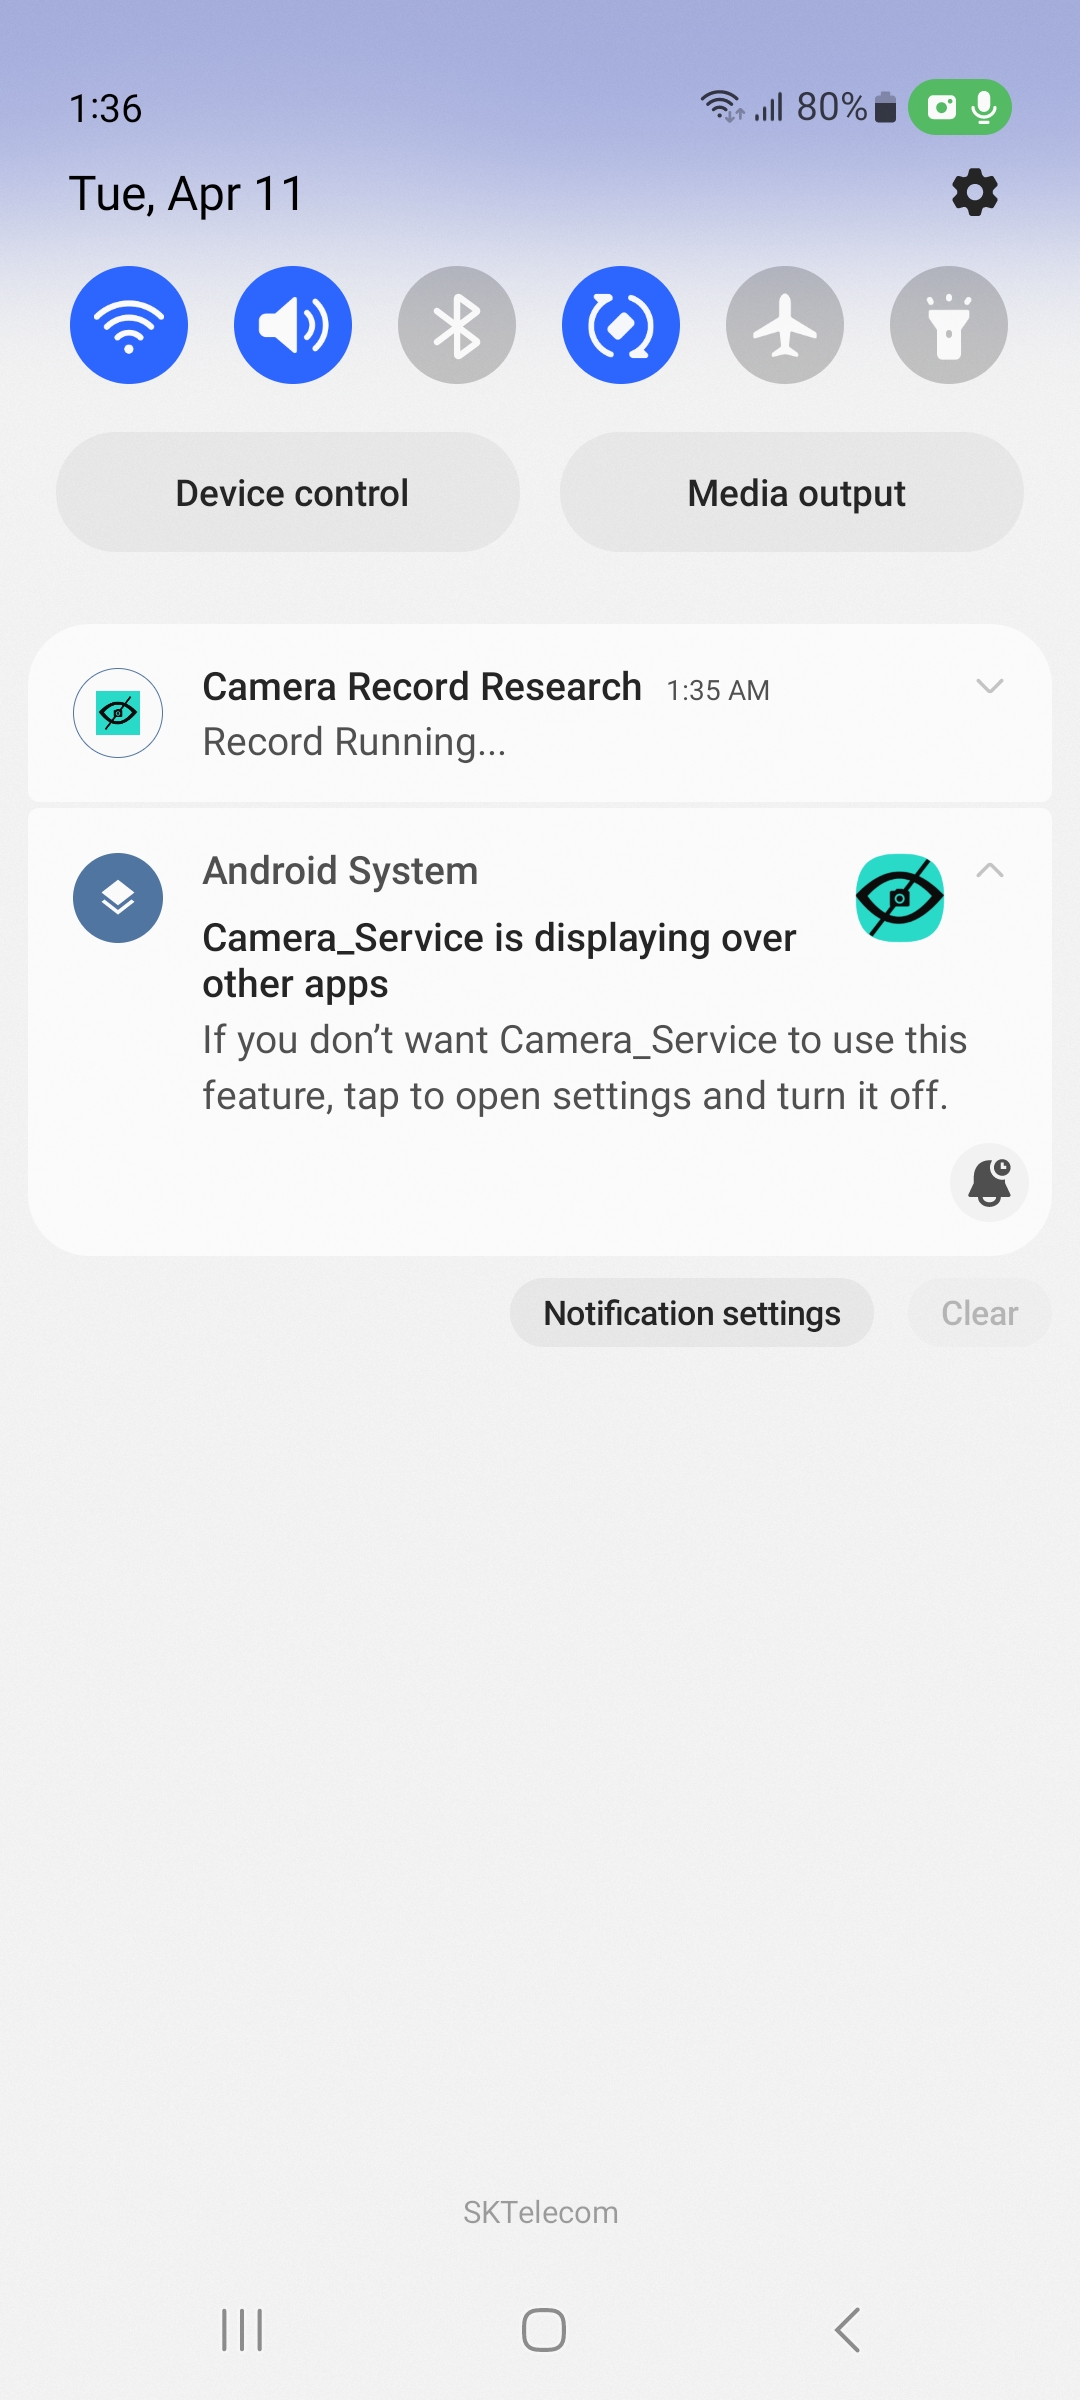 1:36
80%
Tue, Apr 11
Device control
Media output
Camera Record Research 1:35 AM
Record Running...
Android System
Camera_Service is displaying over
other apps
If you don’t want Camera_Service to use this
feature, tap to open settings and turn it off.
Notification settings
Clear
SKTelecom